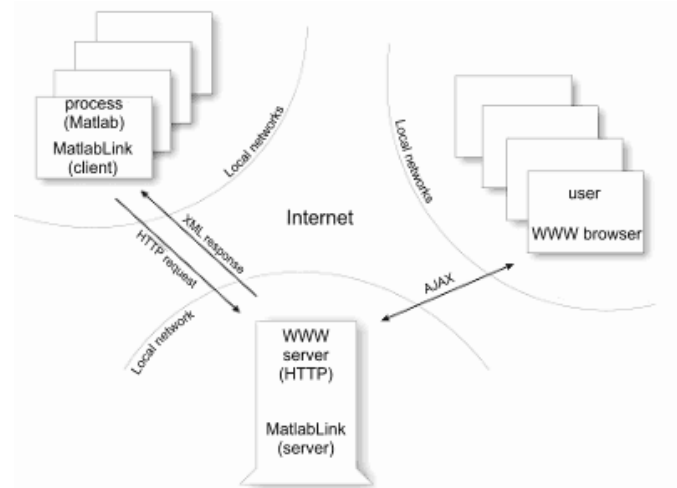 process
(Matlab)
MatlabLink
(client)
Local networks
Local networks
user
WWW browser
Internet
XML response
HTTP request
AJAX
Local network
WWW
server
(HTTP)
MatlabLink
(server)